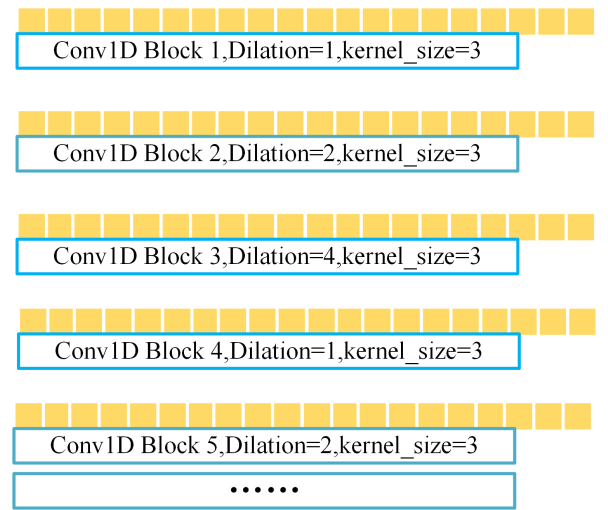 Conv1D Block 1,Dilation=1,kernel_size=3
Conv1D Block 2,Dilation=2,kernel_size=3
Conv1D Block 3,Dilation=4,kernel_size=3
Conv1D Block 4,Dilation=1,kernel_size=3
Conv1D Block 5,Dilation=2,kernel_size=3
……